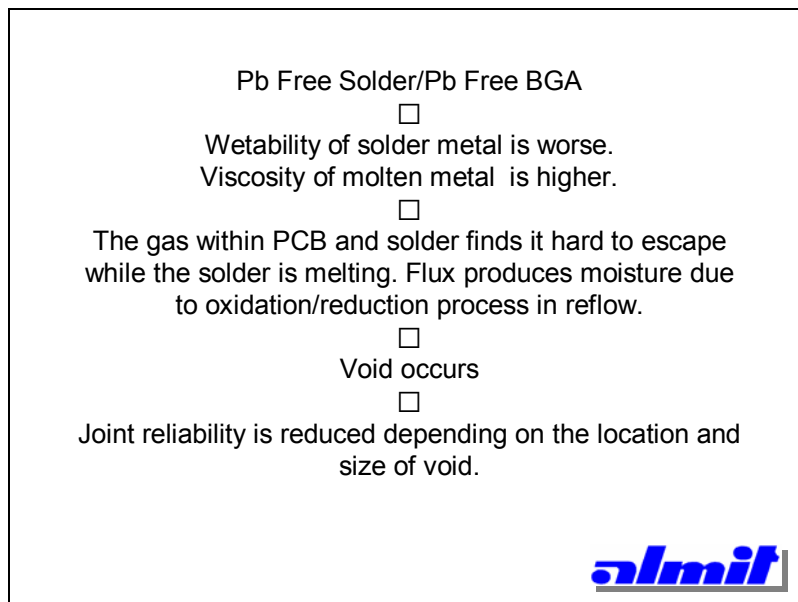 Pb Free Solder/Pb Free BGA
□
Wetability of solder metal is worse.
Viscosity of molten metal is higher.
□
The gas within PCB and solder finds it hard to escape
while the solder is melting. Flux produces moisture due
to oxidation/reduction process in reflow.
□
Void occurs
□
Joint reliability is reduced depending on the location and
size of void.
almit